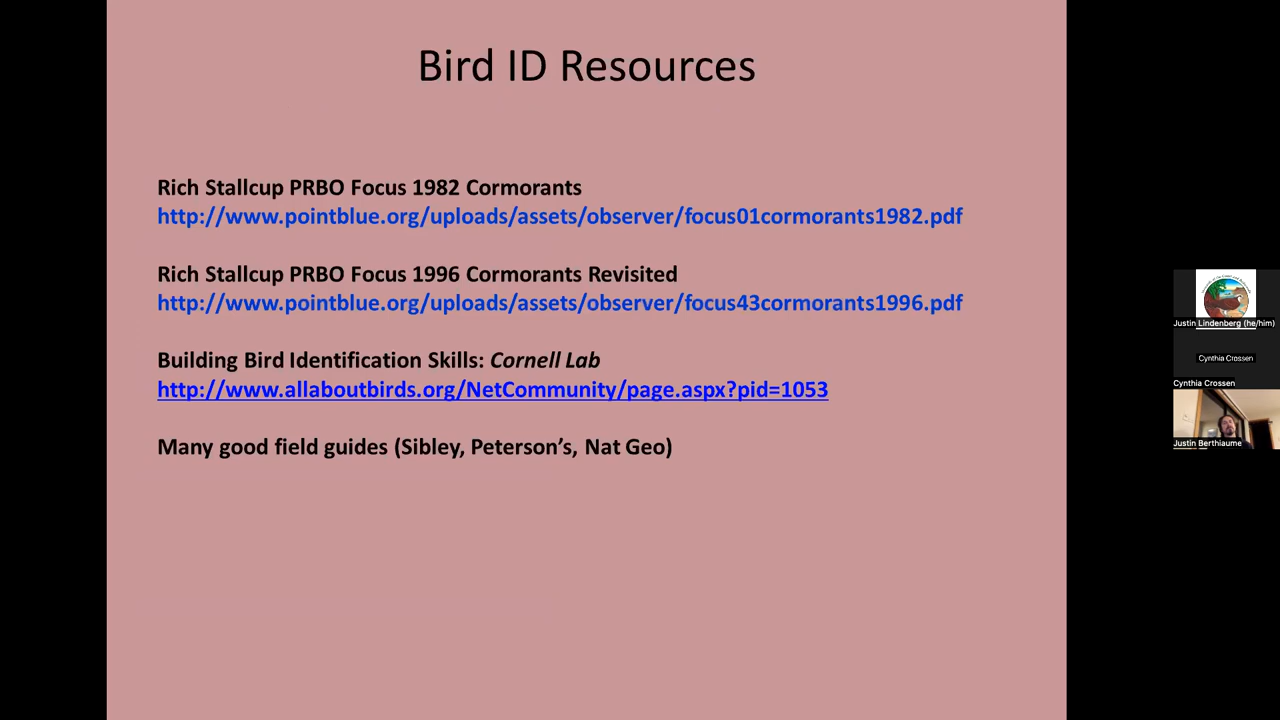 Bird ID Resources
Rich Stallcup PRBO Focus 1982 Cormorants
http://www.pointblue.org/uploads/assets/observer/focus01cormorants1982.pdf
Rich Stallcup PRBO Focus 1996 Cormorants Revisited
http://www.pointblue.org/uploads/assets/observer/focus43cormorants1996.pdf
Building Bird Identification Skills: Cornell Lab
http://www.allaboutbirds.org/NetCommunity/page.aspx?pid=1053
Many good field guides (Sibley, Peterson’s, Nat Geo)
Justin Lindenberg (he/him)
Cynthia Crossen
Cynthia Crossen
Justin Berthiaume